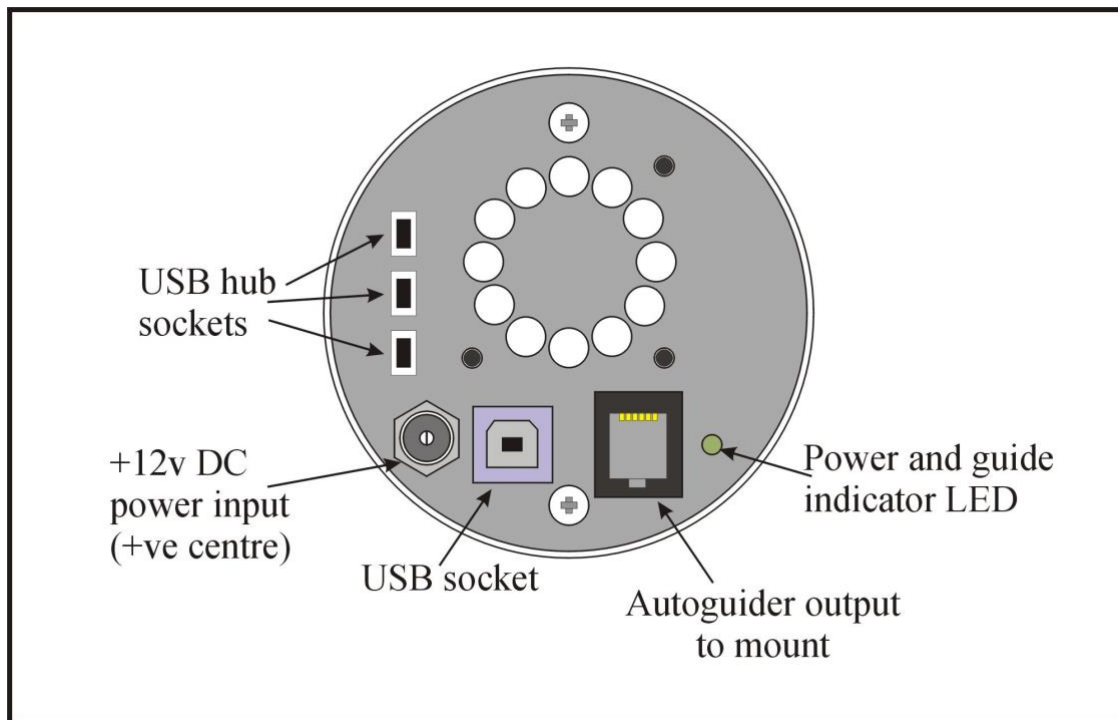 USB hub
sockets
+12v DC
power input
(+ve centre)
USB socket
Autoguider output
to mount
Power and guide
indicator LED